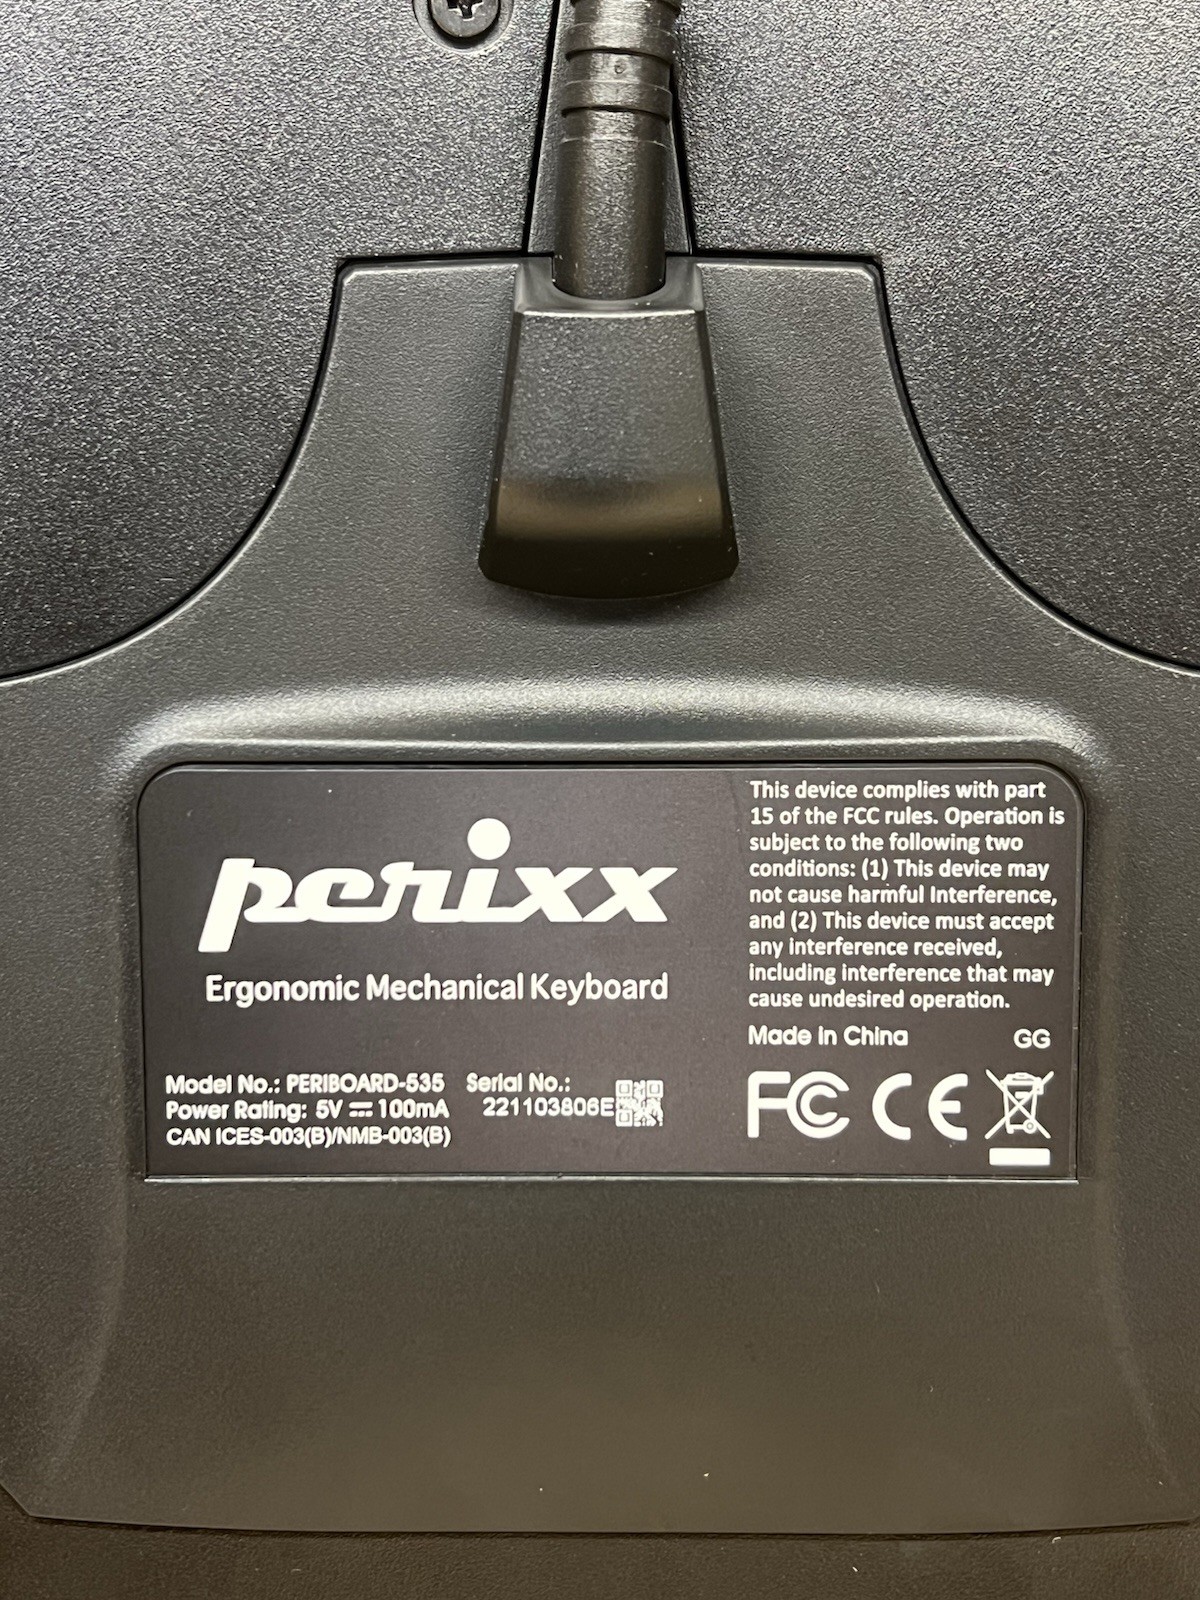 perixx
Ergonomic Mechanical Keyboard
Model No.: PERIBOARD-535
Power Rating: 5V ⎓ 100mA
CAN ICES-003(B)/NMB-003(B)
Serial No.:
221103806E
This device complies with part
15 of the FCC rules. Operation is
subject to the following two
conditions: (1) This device may
not cause harmful Interference,
and (2) This device must accept
any interference received,
including interference that may
cause undesired operation.
Made in China GG
FC CE